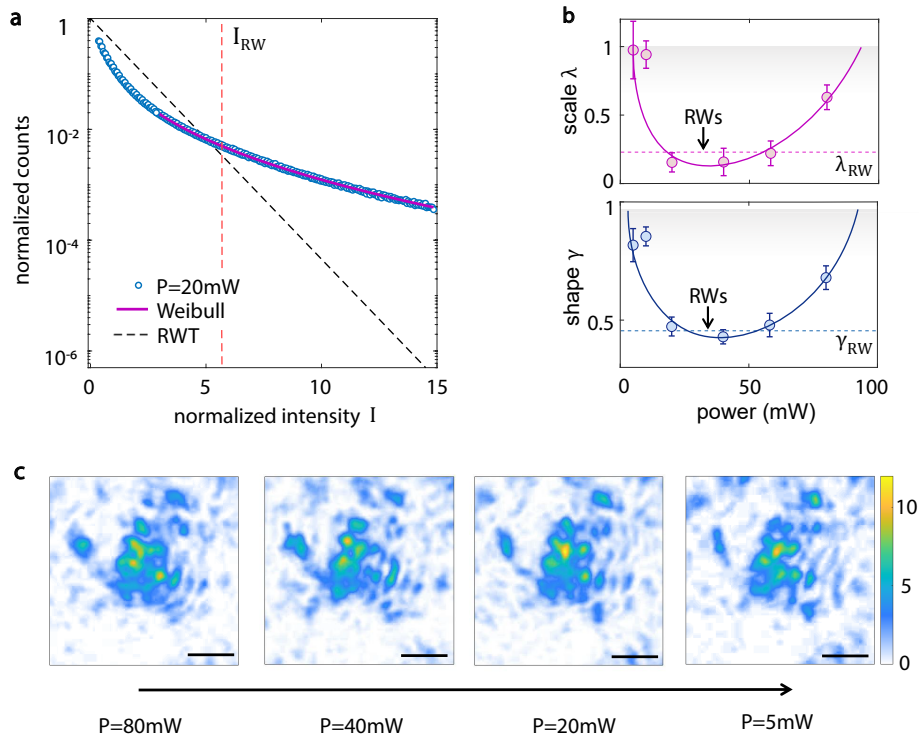 a
I_RW
1
10^-2
10^-4
10^-6
normalized counts
P=20mW
Weibull
RWT
0
5
10
15
normalized intensity I
b
1
0.5
0
scale λ
RWs
λ_RW
1
0.5
shape γ
RWs
γ_RW
0
50
100
power (mW)
c
10
5
0
P=80mW
P=40mW
P=20mW
P=5mW